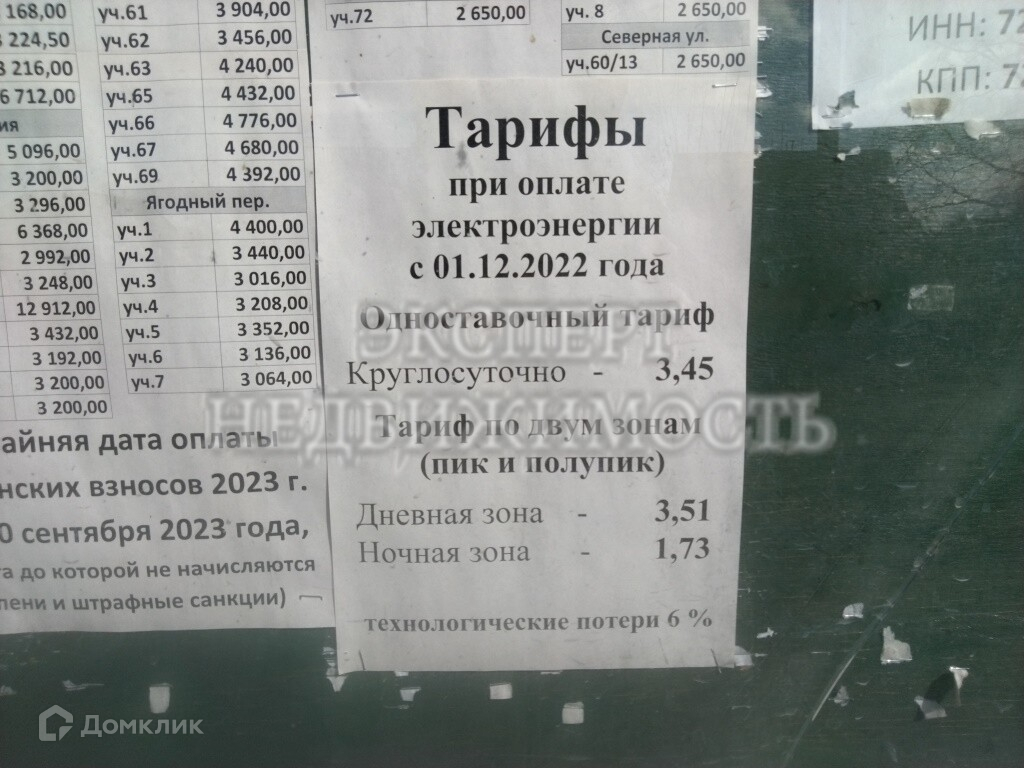 168,00
3 224,50
3 216,00
6 712,00
ия
5 096,00
3 200,00
3 296,00
6 368,00
2 992,00
3 248,00
12 912,00
3 432,00
3 192,00
3 200,00
3 200,00
уч.61 3 904,00
уч.62 3 456,00
уч.63 4 240,00
уч.65 4 432,00
уч.66 4 776,00
уч.67 4 680,00
уч.69 4 392,00
Ягодный пер.
уч.1 4 400,00
уч.2 3 440,00
уч.3 3 016,00
уч.4 3 208,00
уч.5 3 352,00
уч.6 3 136,00
уч.7 3 064,00
айняя дата оплаты
нских взносов 2023 г.
0 сентября 2023 года,
та до которой не начисляются
пени и штрафные санкции)
уч.72 2 650,00
уч. 8 2 650,00
Северная ул.
уч.60/13 2 650,00
Тарифы
при оплате
электроэнергии
с 01.12.2022 года
Одноставочный тариф
Круглосуточно - 3,45
Тариф по двум зонам
(пик и полупик)
Дневная зона - 3,51
Ночная зона - 1,73
технологические потери 6 %
ИНН: 72
КПП: 72
ЭКСПЕРТ
НЕДВИЖИМОСТЬ
Домклик